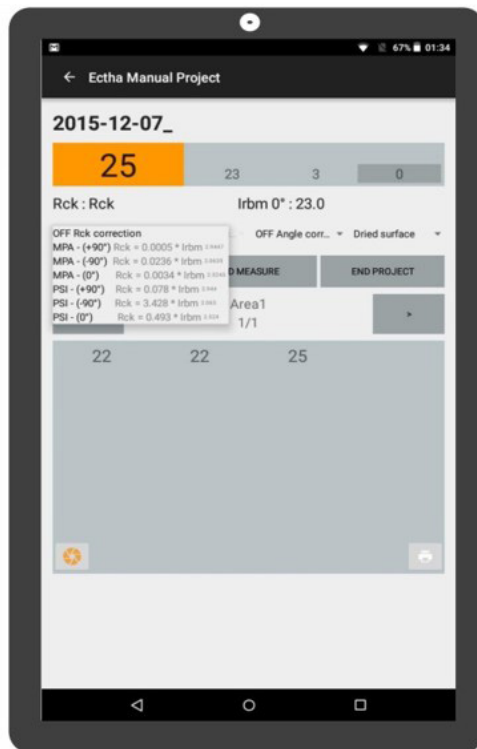 67% 01:34
← Ectha Manual Project
2015-12-07_
25 23 3 0
Rck : Rck Irbm 0° : 23.0
OFF Rck correction
OFF Angle corr... Dried surface
MPA - (+90°) Rck = 0.0005 * Irbm
MPA - (-90°) Rck = 0.0236 * Irbm
MPA - (0°) Rck = 0.0034 * Irbm
D MEASURE END PROJECT
PSI - (+90°) Rck = 0.078 * Irbm
PSI - (-90°) Rck = 3.428 * Irbm
PSI - (0°) Rck = 0.493 * Irbm
Area1
1/1 >
22 22 25